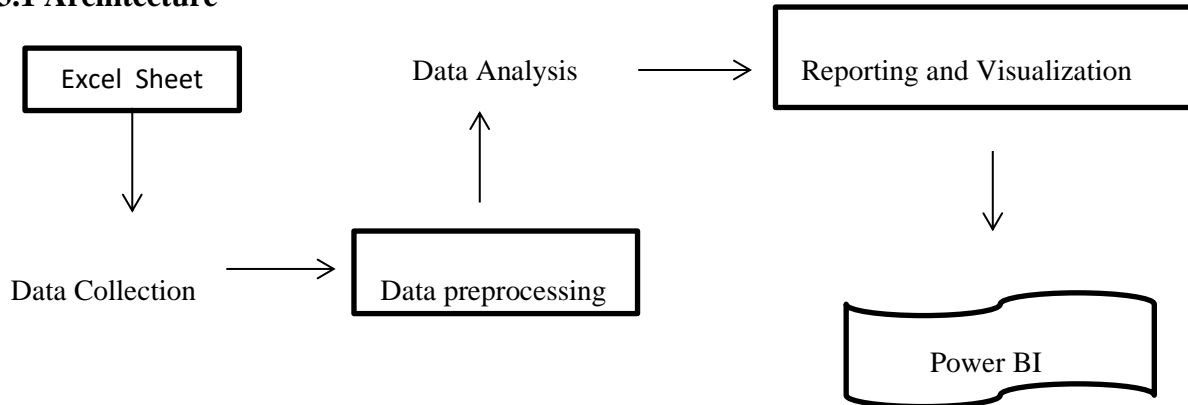 3.1 Architecture
Excel Sheet
Data Analysis
Reporting and Visualization
Data Collection
Data preprocessing
Power BI